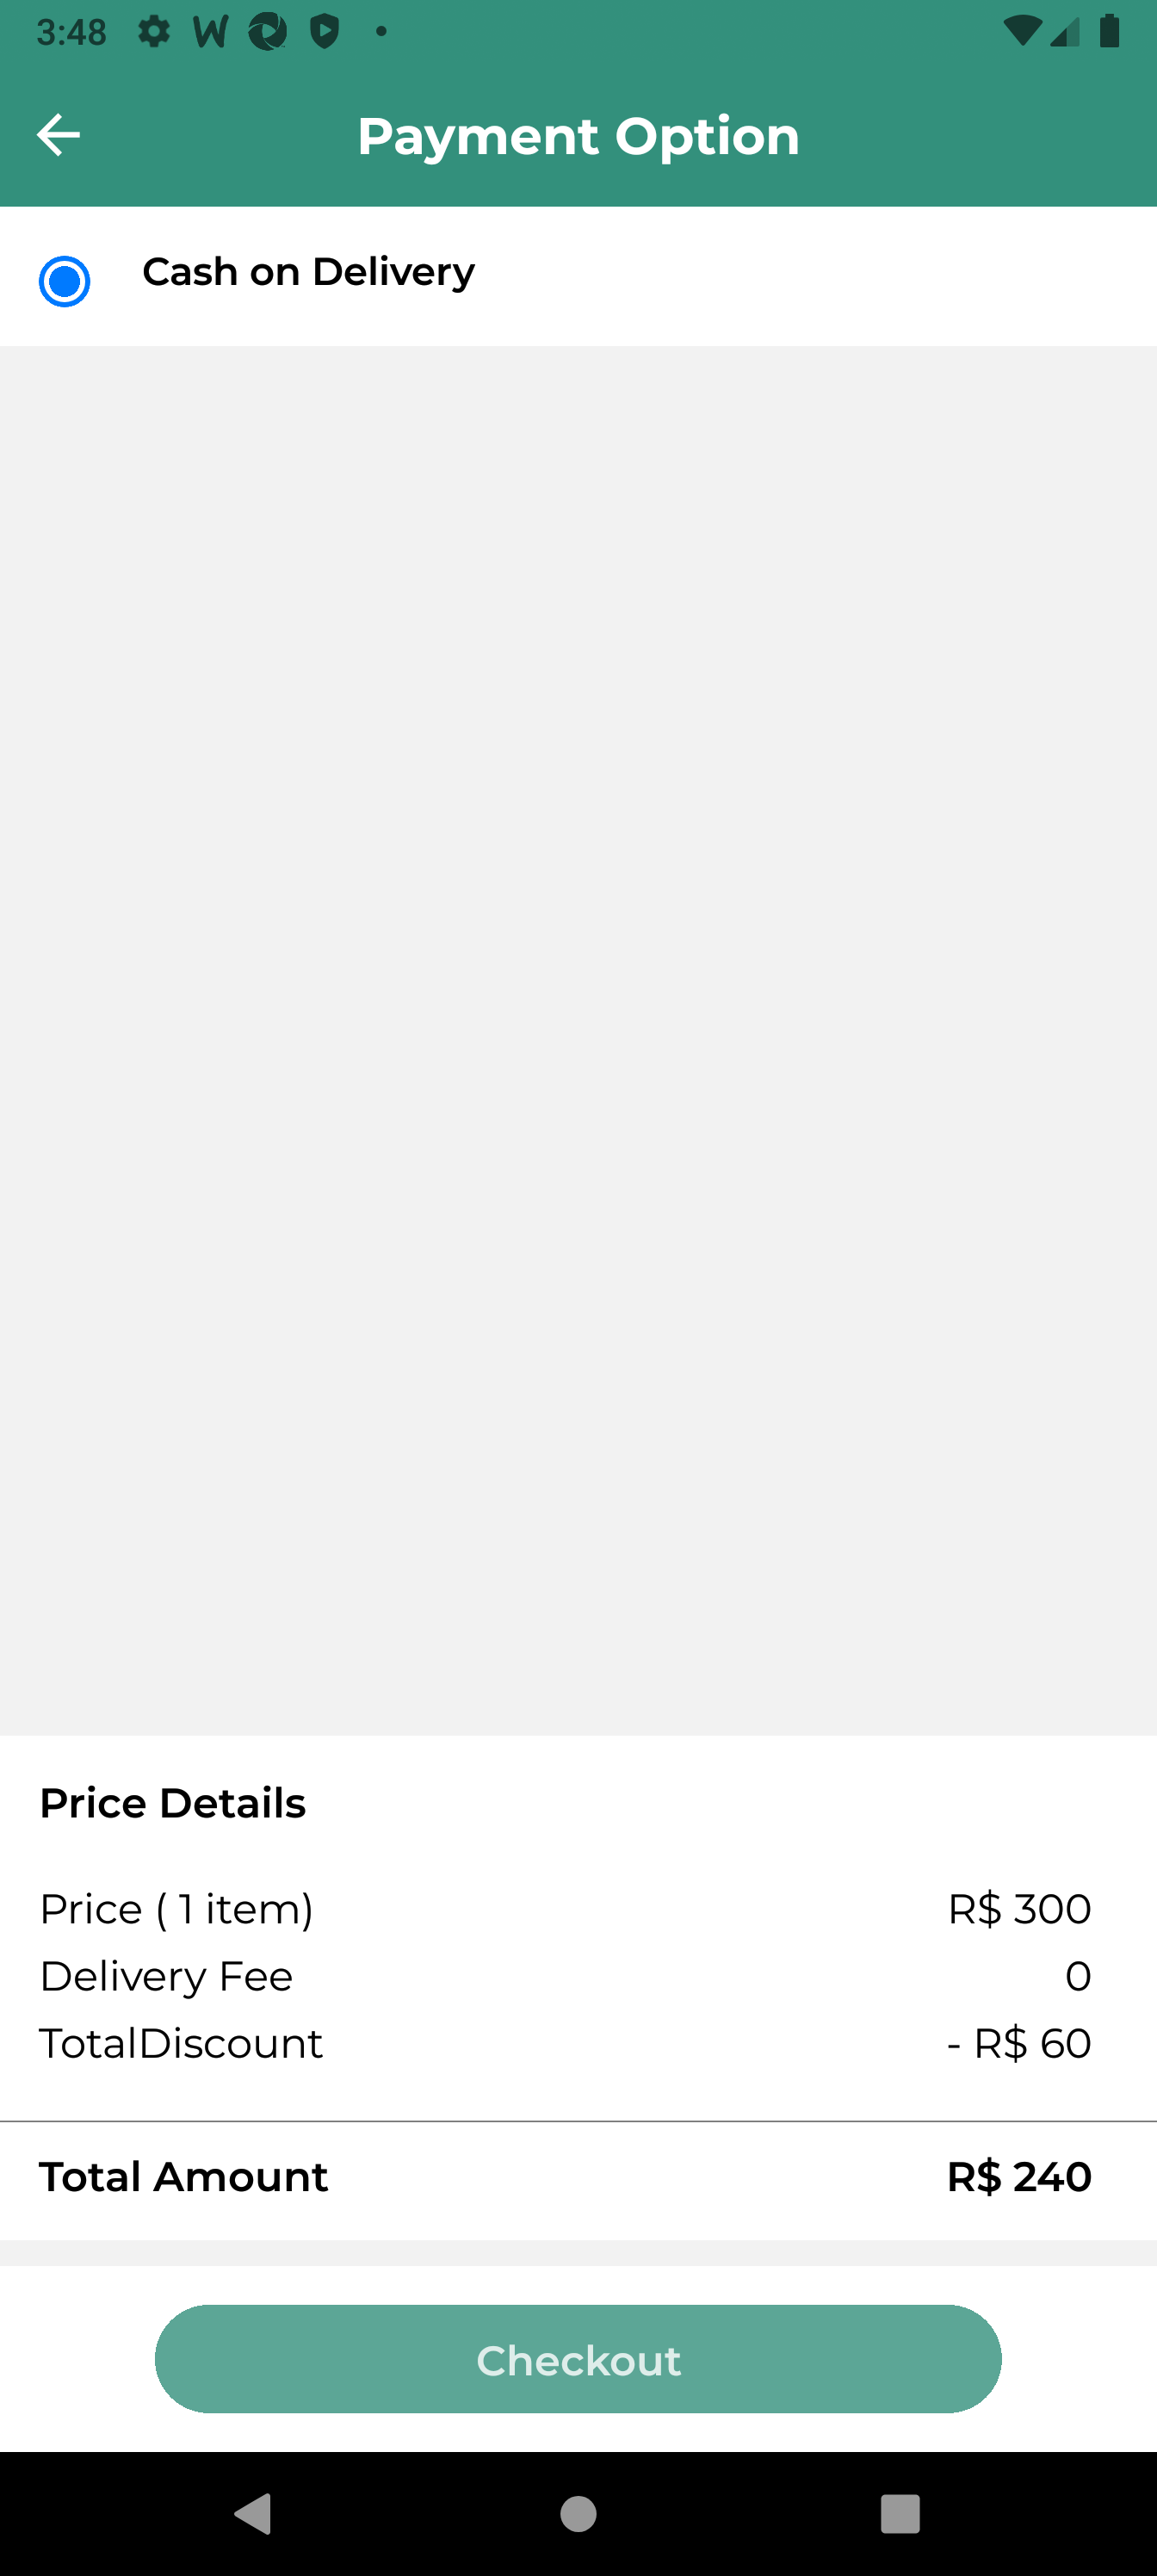 3:48
Payment Option
Cash on Delivery
Price Details
Price ( 1 item) R$ 300
Delivery Fee 0
TotalDiscount - R$ 60
Total Amount R$ 240
Checkout